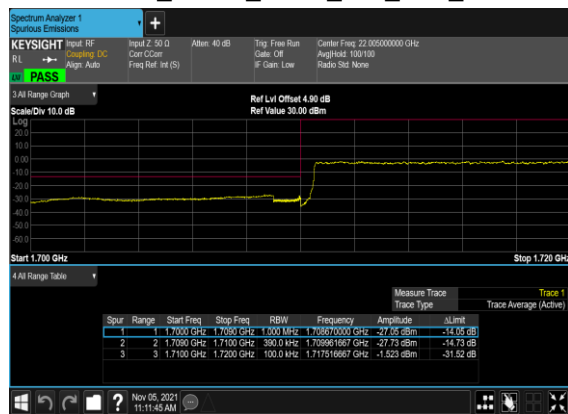 Spectrum Analyzer 1
Spurious Emissions
+
KEYSIGHT Input: RF Input Z: 50 Ω Atten: 40 dB Trig: Free Run Center Freq: 22.005000000 GHz
RL Coupling: DC Corr CCorr Gate: Off Avg|Hold: 100/100
Align: Auto Freq Ref: Int (S) IF Gain: Low Radio Std: None
PASS
3 All Range Graph
Ref Lvl Offset 4.90 dB
Scale/Div 10.0 dB Ref Value 30.00 dBm
Log
20.0
10.0
0.00
-10.0
-20.0
-30.0
-40.0
-50.0
-60.0
Start 1.700 GHz Stop 1.720 GHz
4 All Range Table
Measure Trace Trace 1
Trace Type Trace Average (Active)
Spur Range Start Freq Stop Freq RBW Frequency Amplitude ΔLimit
1 1 1.7000 GHz 1.7090 GHz 1.000 MHz 1.708670000 GHz -27.05 dBm -14.05 dB
2 2 1.7090 GHz 1.7100 GHz 390.0 kHz 1.709961667 GHz -27.73 dBm -14.73 dB
3 3 1.7100 GHz 1.7200 GHz 100.0 kHz 1.717516667 GHz -1.523 dBm -31.52 dB
? Nov 05, 2021
11:11:45 AM